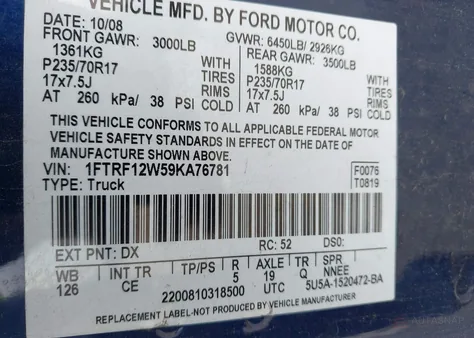 VEHICLE MFD. BY FORD MOTOR CO.
DATE: 10/08 GVWR: 6450LB/ 2926KG
FRONT GAWR: 3000LB REAR GAWR: 3500LB
1361KG 1588KG
P235/70R17 WITH TIRES P235/70R17 WITH TIRES
17x7.5J RIMS 17x7.5J RIMS
AT 260 kPa/ 38 PSI COLD AT 260 kPa/ 38 PSI COLD
THIS VEHICLE CONFORMS TO ALL APPLICABLE FEDERAL MOTOR
VEHICLE SAFETY STANDARDS IN EFFECT ON THE DATE OF
MANUFACTURE SHOWN ABOVE.
VIN: 1FTRF12W59KA76781 F0076
TYPE: Truck T0819
EXT PNT: DX RC: 52 DS0:
WB INT TR TP/PS R AXLE TR SPR
126 CE 5 19 Q NNEE
2200810318500 UTC 5U5A-1520472-BA
REPLACEMENT LABEL-NOT PRODUCED BY VEHICLE MANUFACTURER